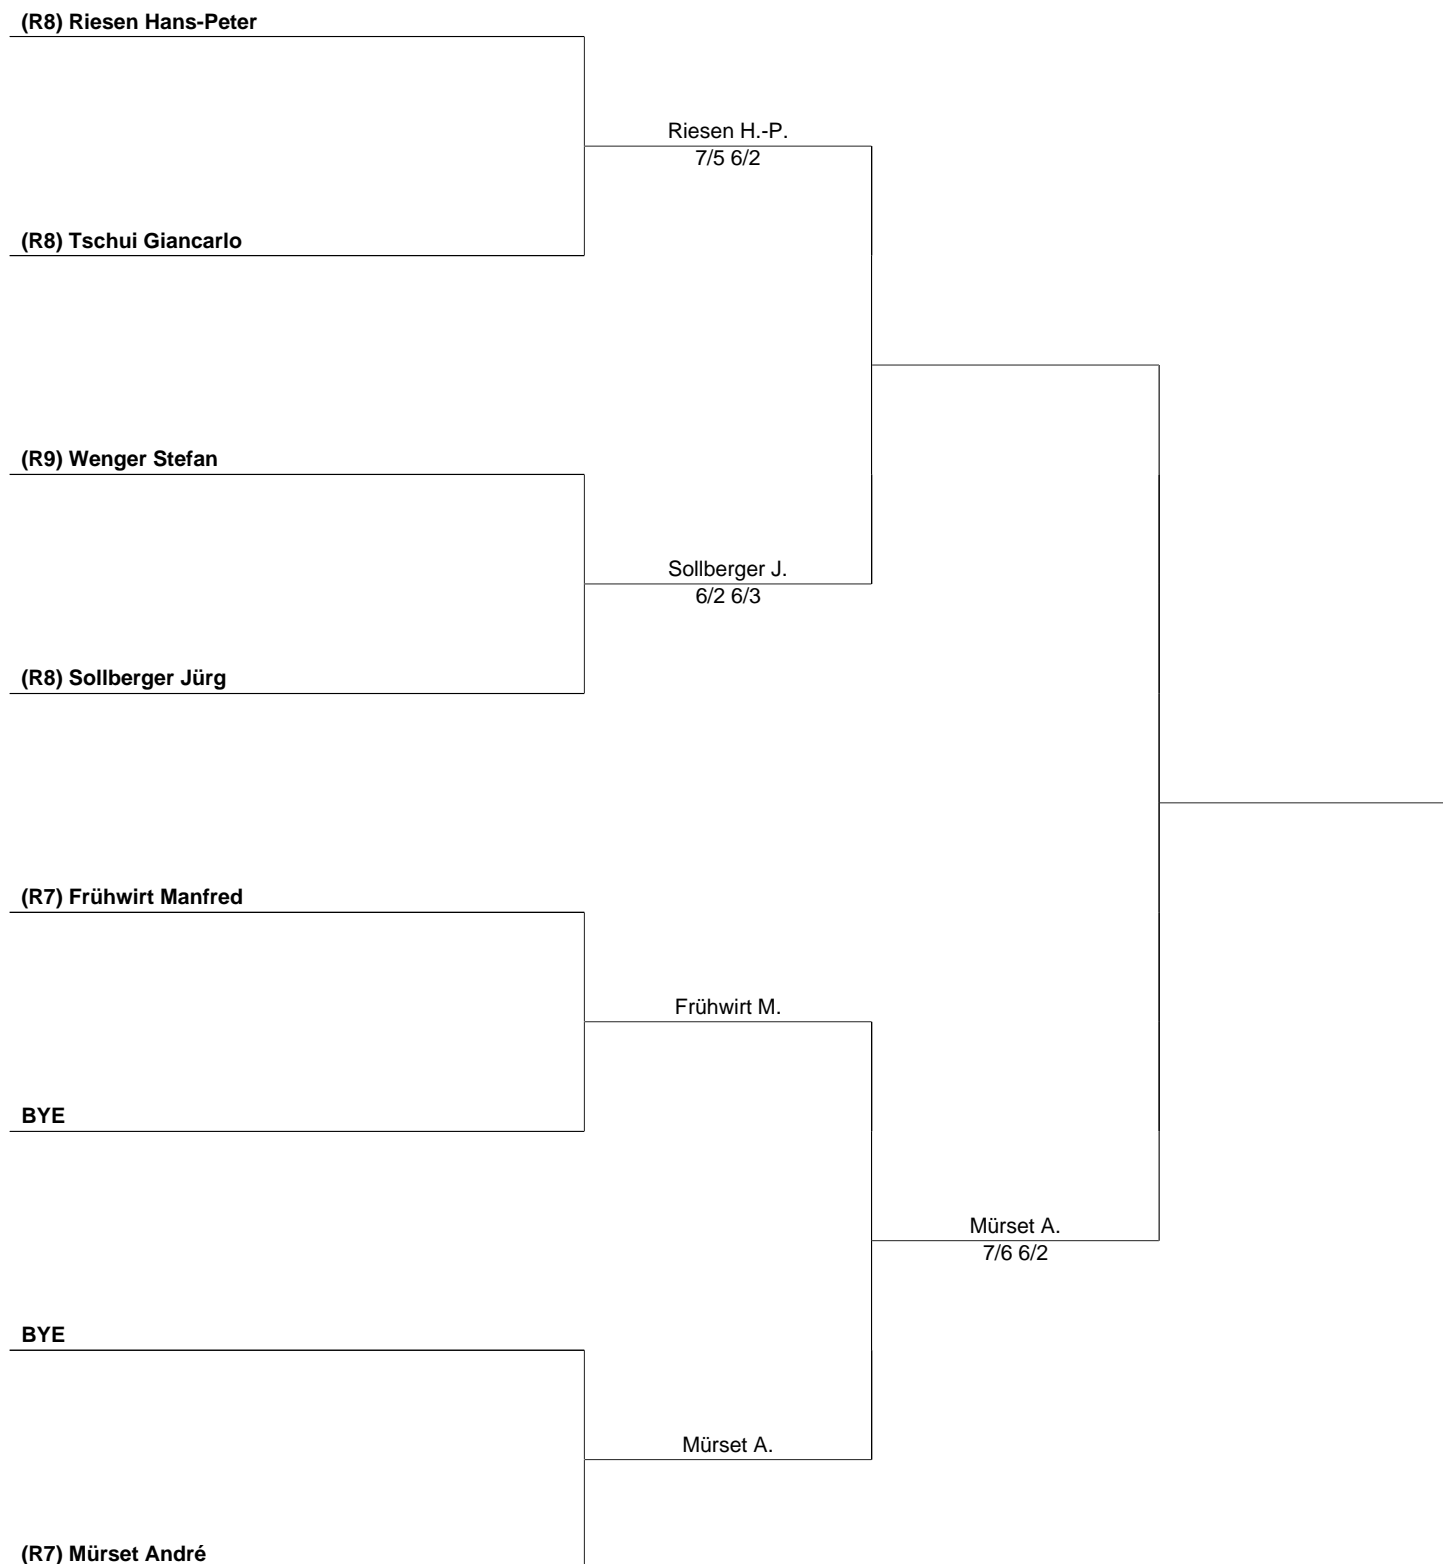 (R8) Riesen Hans-Peter
Riesen H.-P.
7/5 6/2
(R8) Tschui Giancarlo
(R9) Wenger Stefan
Sollberger J.
6/2 6/3
(R8) Sollberger Jürg
(R7) Frühwirt Manfred
Frühwirt M.
BYE
Mürset A.
7/6 6/2
BYE
Mürset A.
(R7) Mürset André